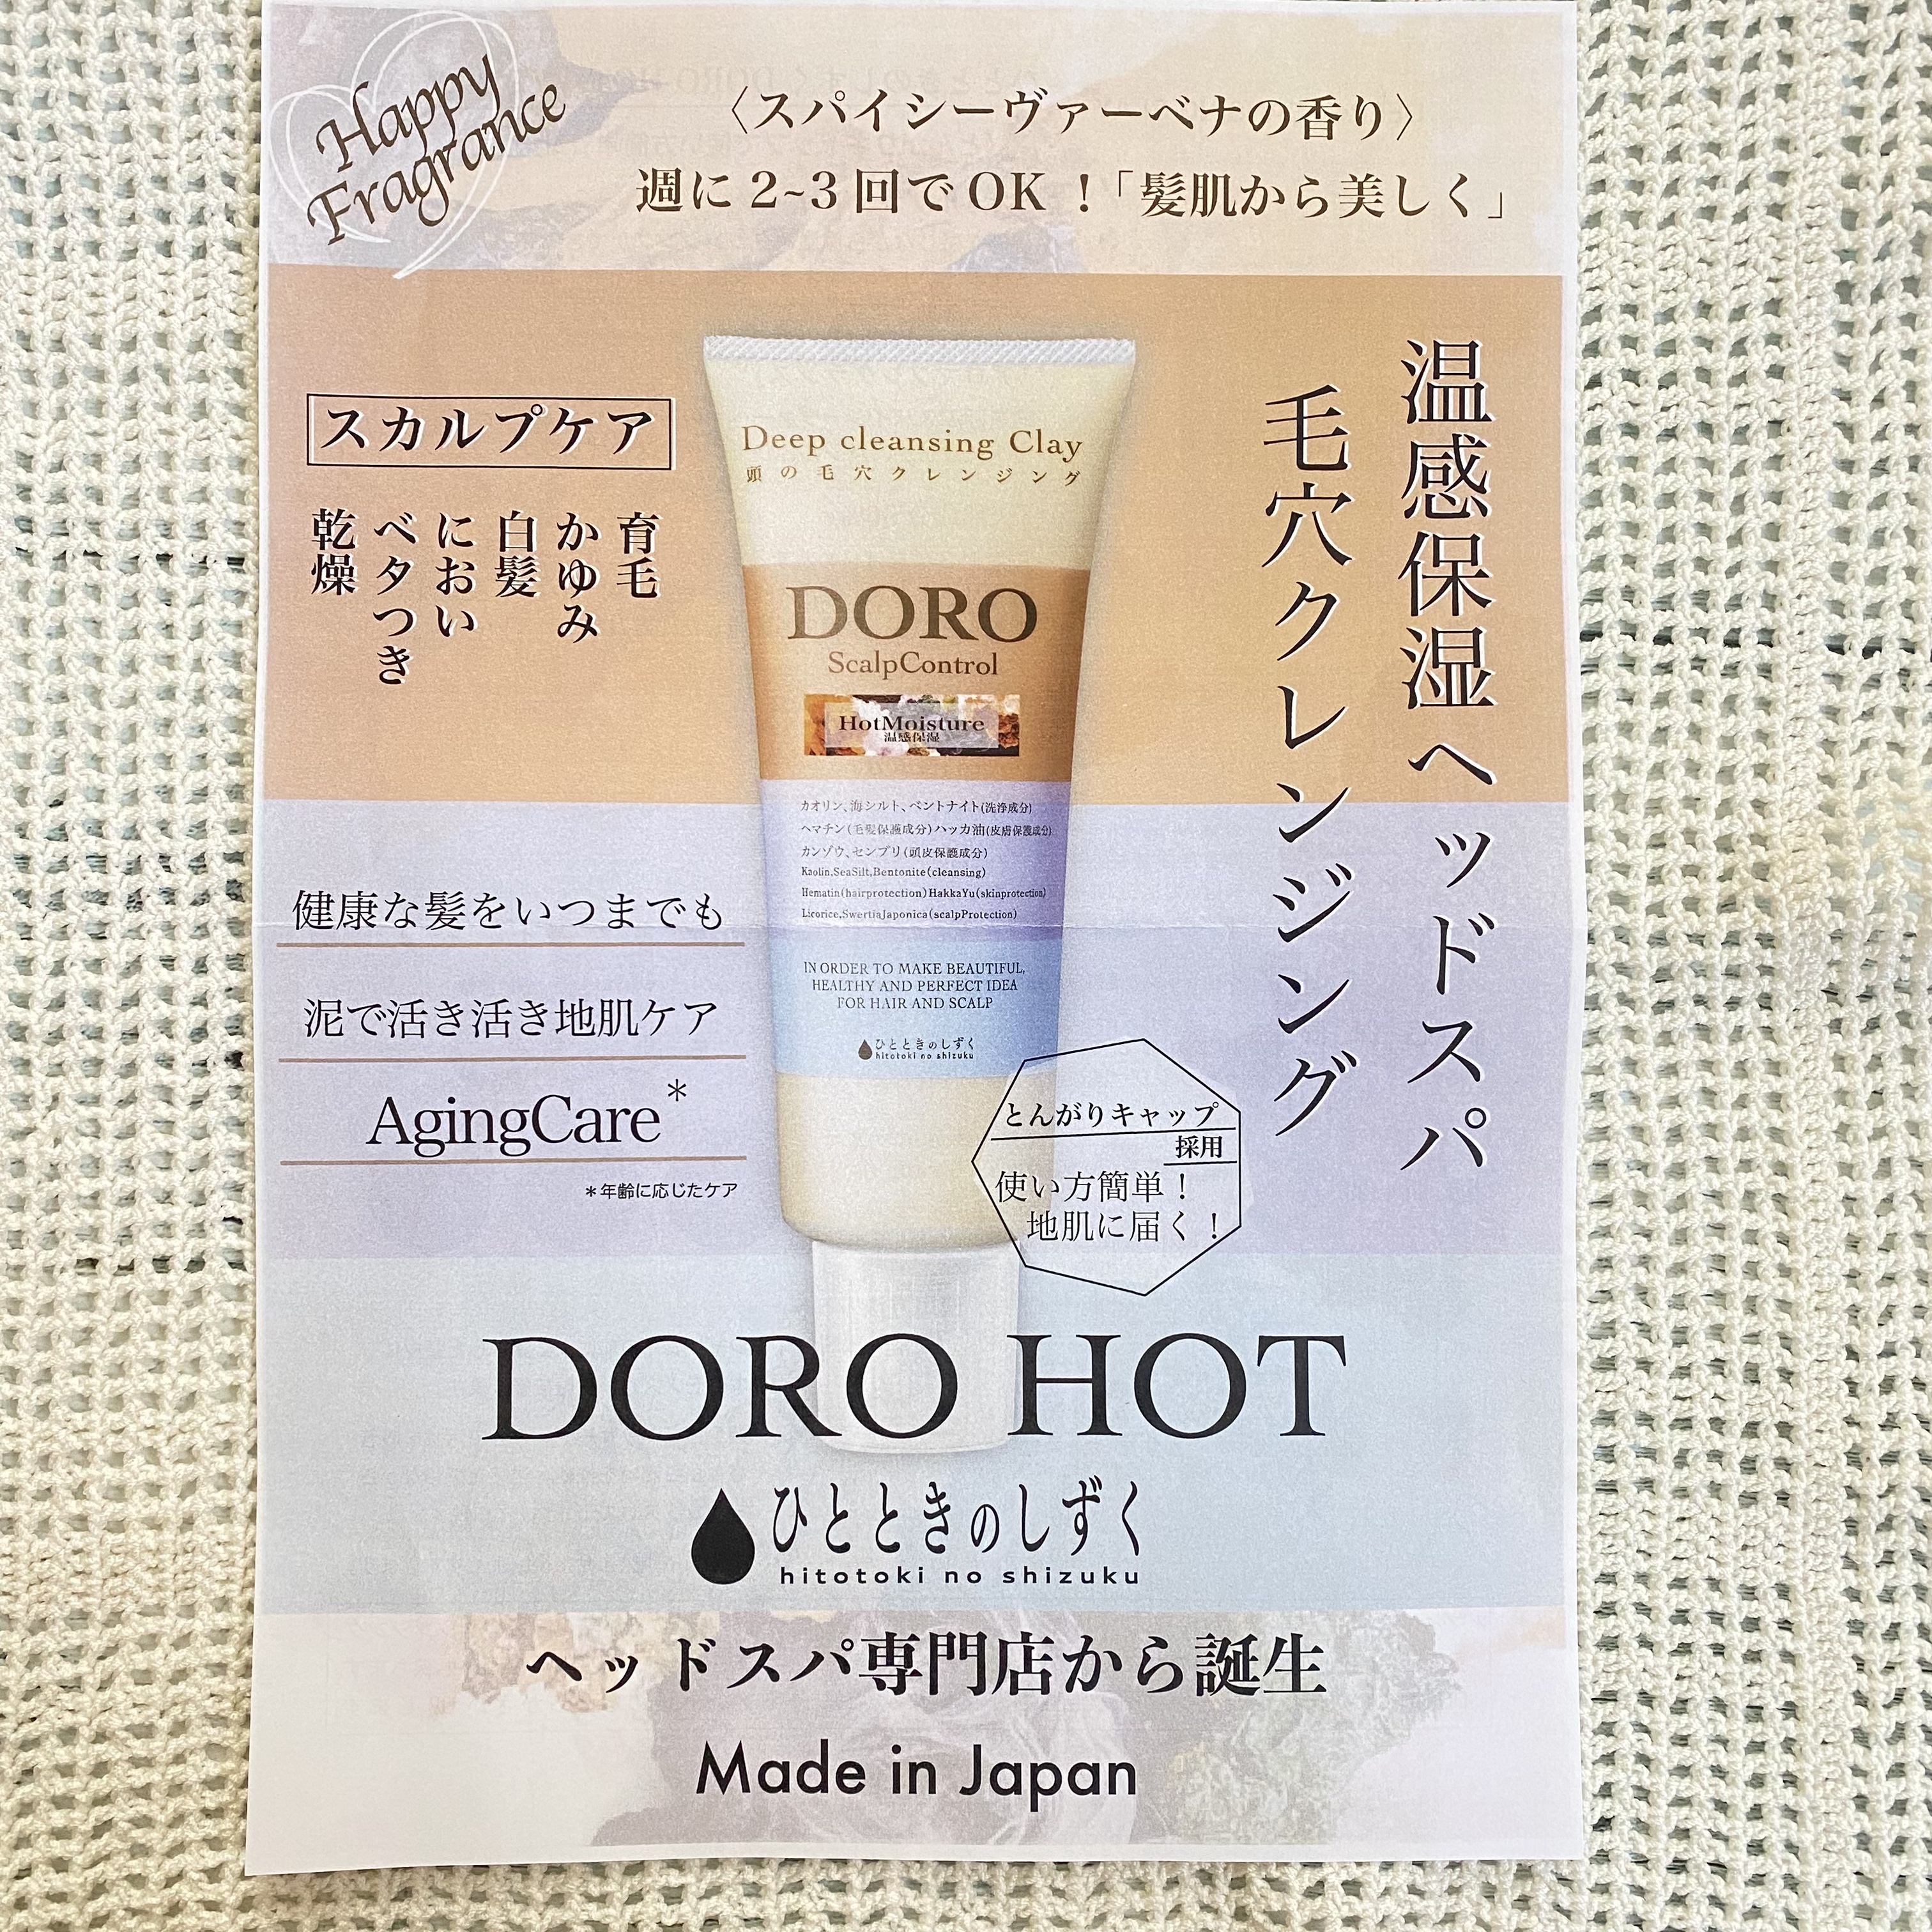 Happy
Fragrance
〈スパイシーヴァーベナの香り〉
週に2~3回でOK！「髪肌から美しく」
温感保湿ヘッドスパ
毛穴クレンジング
スカルプケア
育毛
かゆみ
白髪
におい
ベタつき
乾燥
Deep cleansing Clay
頭の毛穴クレンジング
DORO
ScalpControl
HotMoisture
温感保湿
カオリン、海シルト、ベントナイト(洗浄成分)
ヘマチン(毛髪保護成分)ハッカ油(皮膚保護成分)
カンゾウ、センブリ(頭皮保護成分)
Kaolin,SeaSilt,Bentonite(cleansing)
Hematin(hairprotection)HakkaYu(skinprotection)
Licorice,SwertiaJaponica(scalpProtection)
IN ORDER TO MAKE BEAUTIFUL,
HEALTHY AND PERFECT IDEA
FOR HAIR AND SCALP
ひとときのしずく
hitotoki no shizuku
健康な髪をいつまでも
泥で活き活き地肌ケア
AgingCare*
*年齢に応じたケア
とんがりキャップ
採用
使い方簡単！
地肌に届く！
DORO HOT
ひとときのしずく
hitotoki no shizuku
ヘッドスパ専門店から誕生
Made in Japan